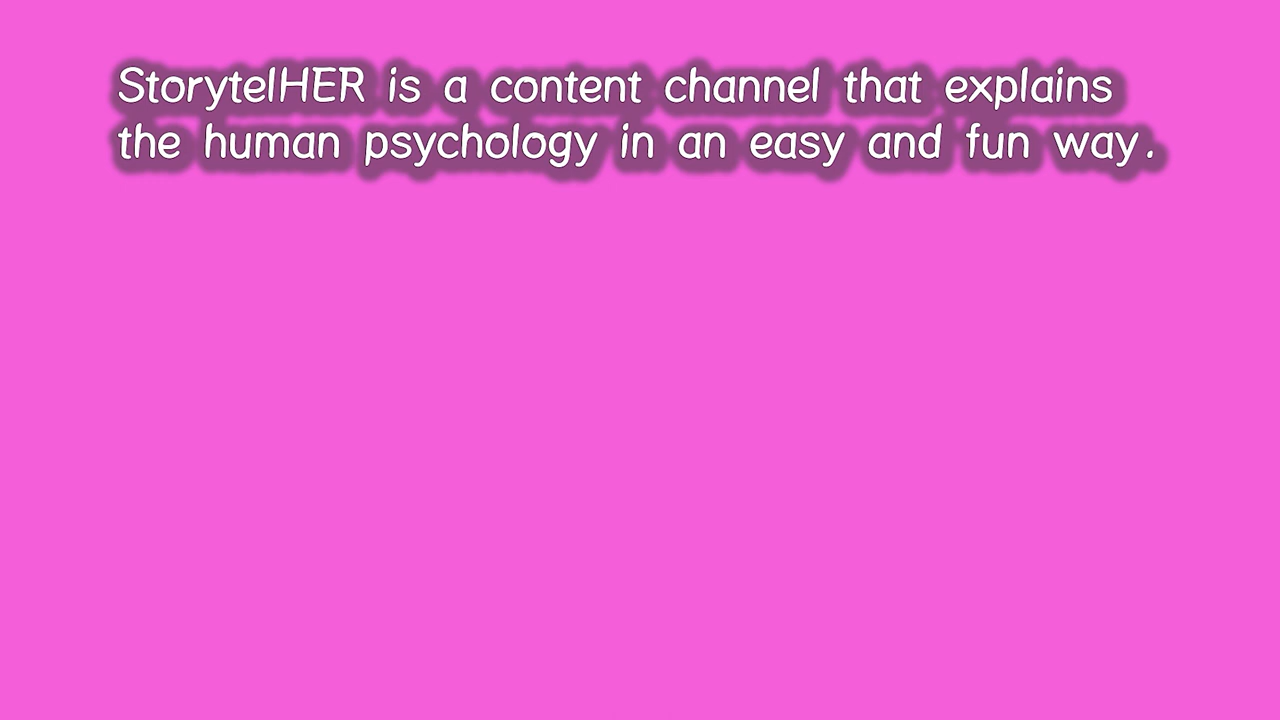 StorytelHER is a content channel that explains
the human psychology in an easy and fun way.